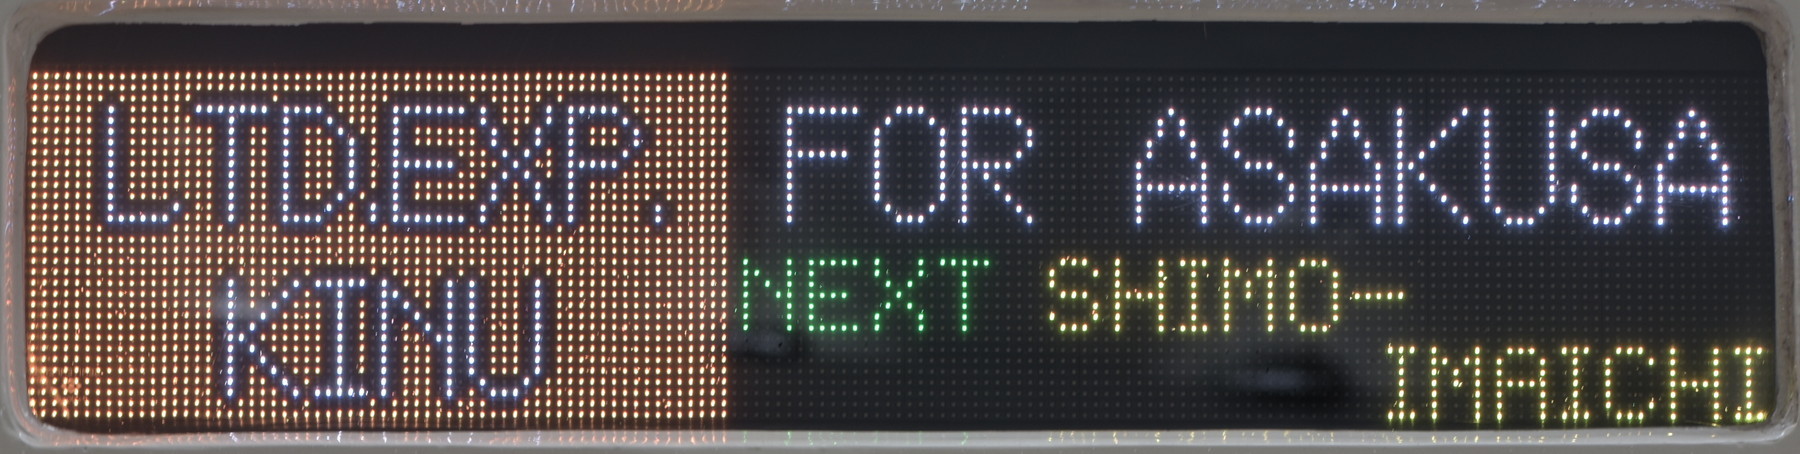 LTD.EXP.
KINU
FOR ASAKUSA
NEXT SHIMO-
IMAICHI